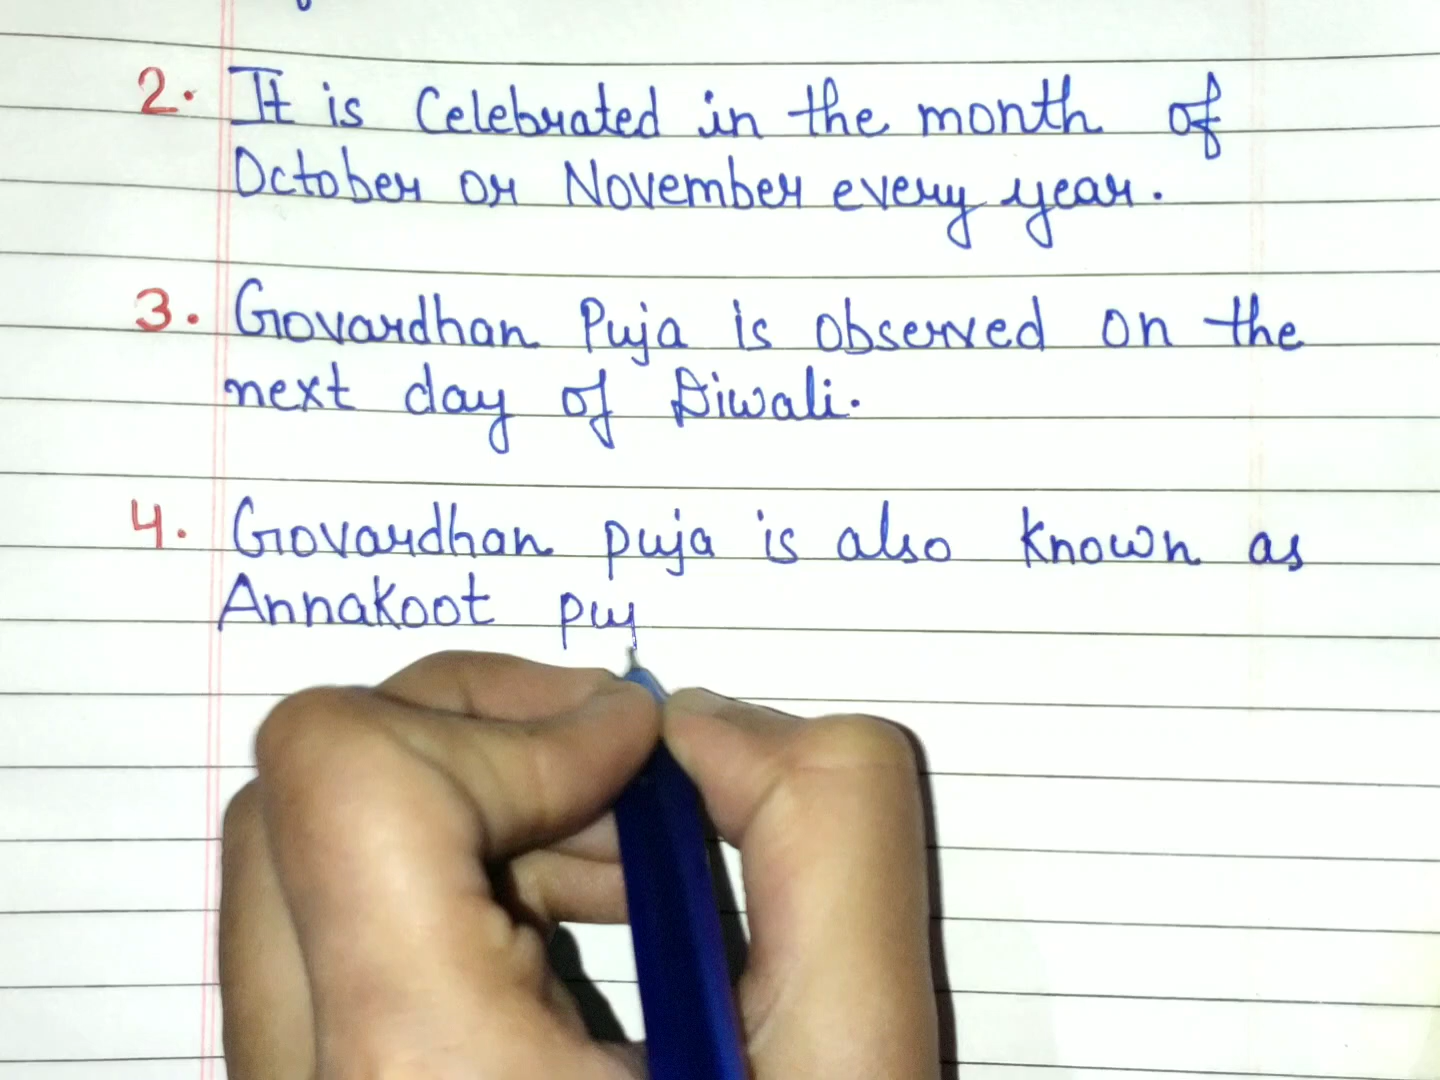 2. It is Celebrated in the month of
October or November every year.
3. Govardhan Puja is observed on the
next day of Diwali.
4. Govardhan puja is also known as
Annakoot puj